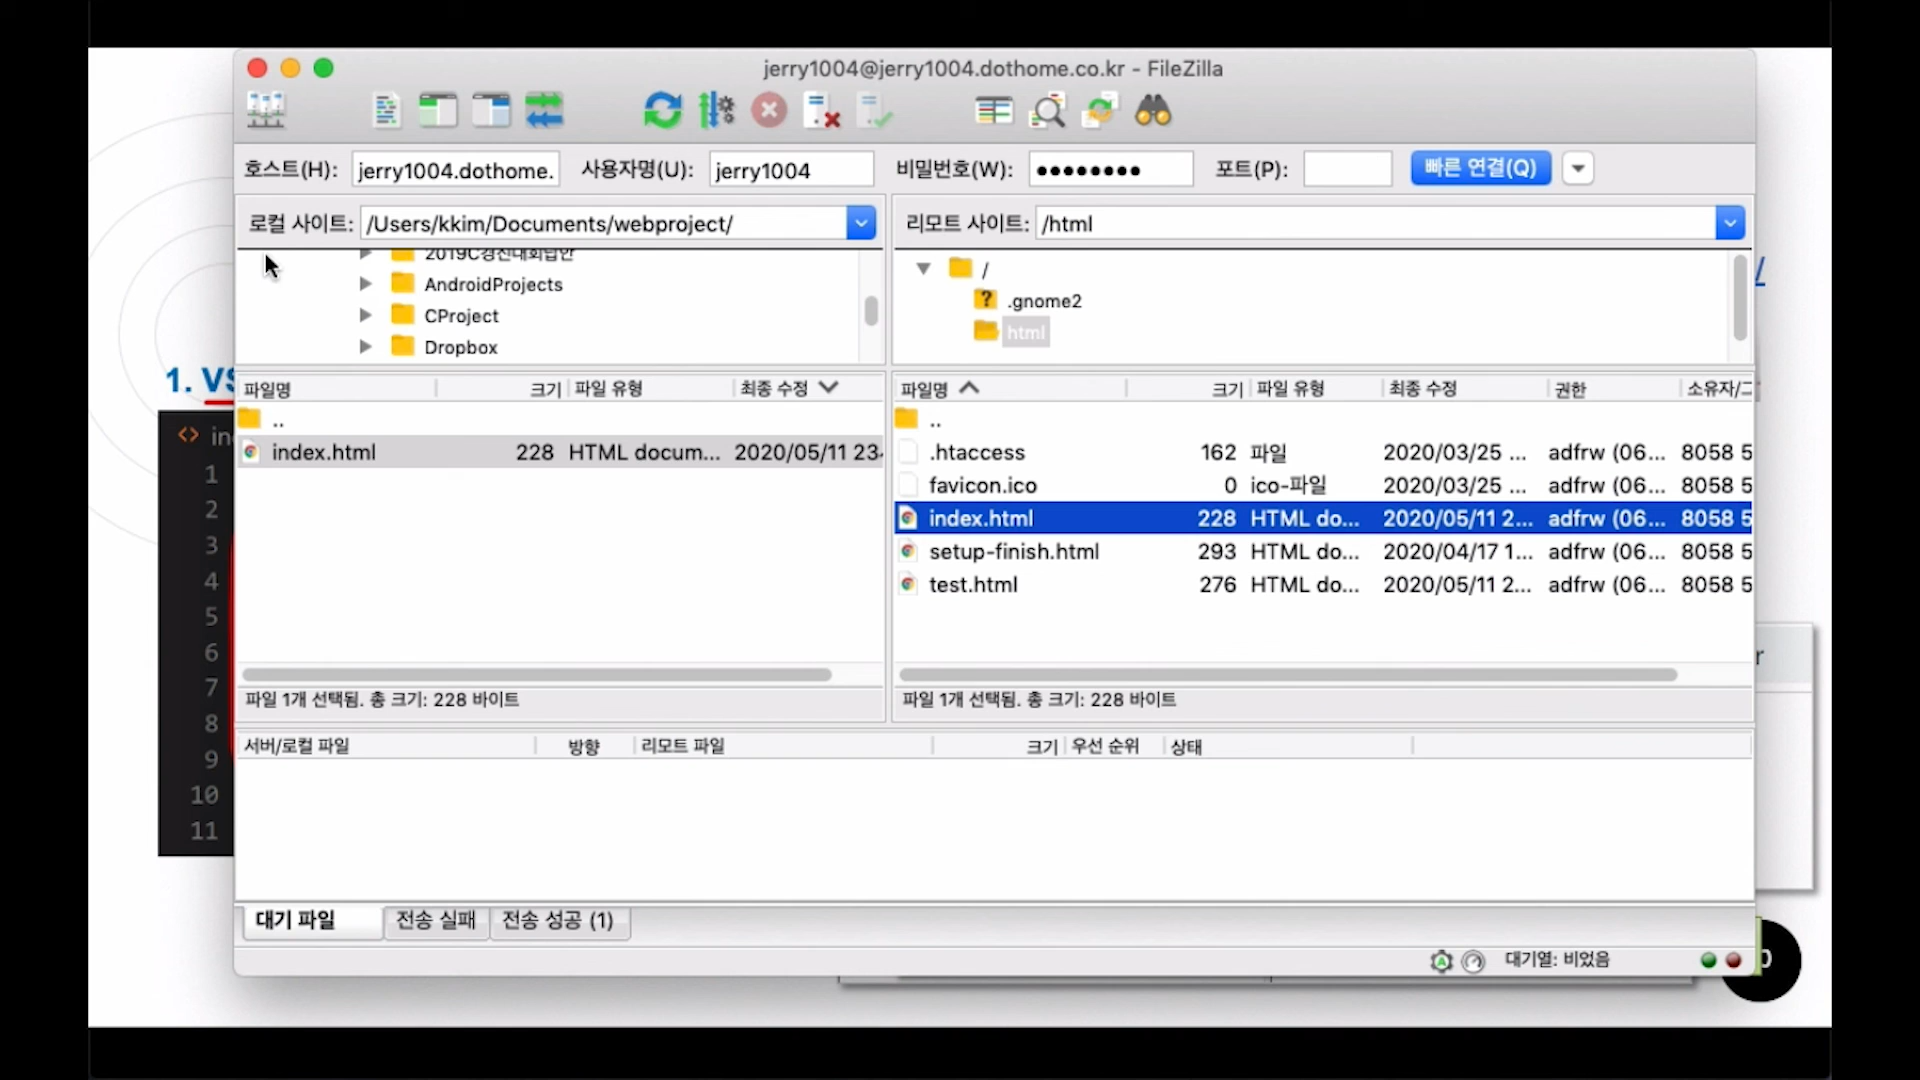 jerry1004@jerry1004.dothome.co.kr - FileZilla
호스트(H): jerry1004.dothome. 사용자명(U): jerry1004 비밀번호(W): ●●●●●●●● 포트(P): 빠른 연결(Q)
로컬 사이트: /Users/kkim/Documents/webproject/
2019C경진대회답안
AndroidProjects
CProject
Dropbox
리모트 사이트: /html
/
.gnome2
html
1. VS
1
2
3
4
5
6
7
8
9
10
11
파일명 크기 파일 유형 최종 수정
..
index.html 228 HTML docum... 2020/05/11 23
파일 1개 선택됨. 총 크기: 228 바이트
파일명 크기 파일 유형 최종 수정 권한 소유자/그
..
.htaccess 162 파일 2020/03/25 ... adfrw (06... 8058 5
favicon.ico 0 ico-파일 2020/03/25 ... adfrw (06... 8058 5
index.html 228 HTML do... 2020/05/11 2... adfrw (06... 8058 5
setup-finish.html 293 HTML do... 2020/04/17 1... adfrw (06... 8058 5
test.html 276 HTML do... 2020/05/11 2... adfrw (06... 8058 5
파일 1개 선택됨. 총 크기: 228 바이트
서버/로컬 파일 방향 리모트 파일 크기 우선 순위 상태
대기 파일 전송 실패 전송 성공 (1)
대기열: 비었음